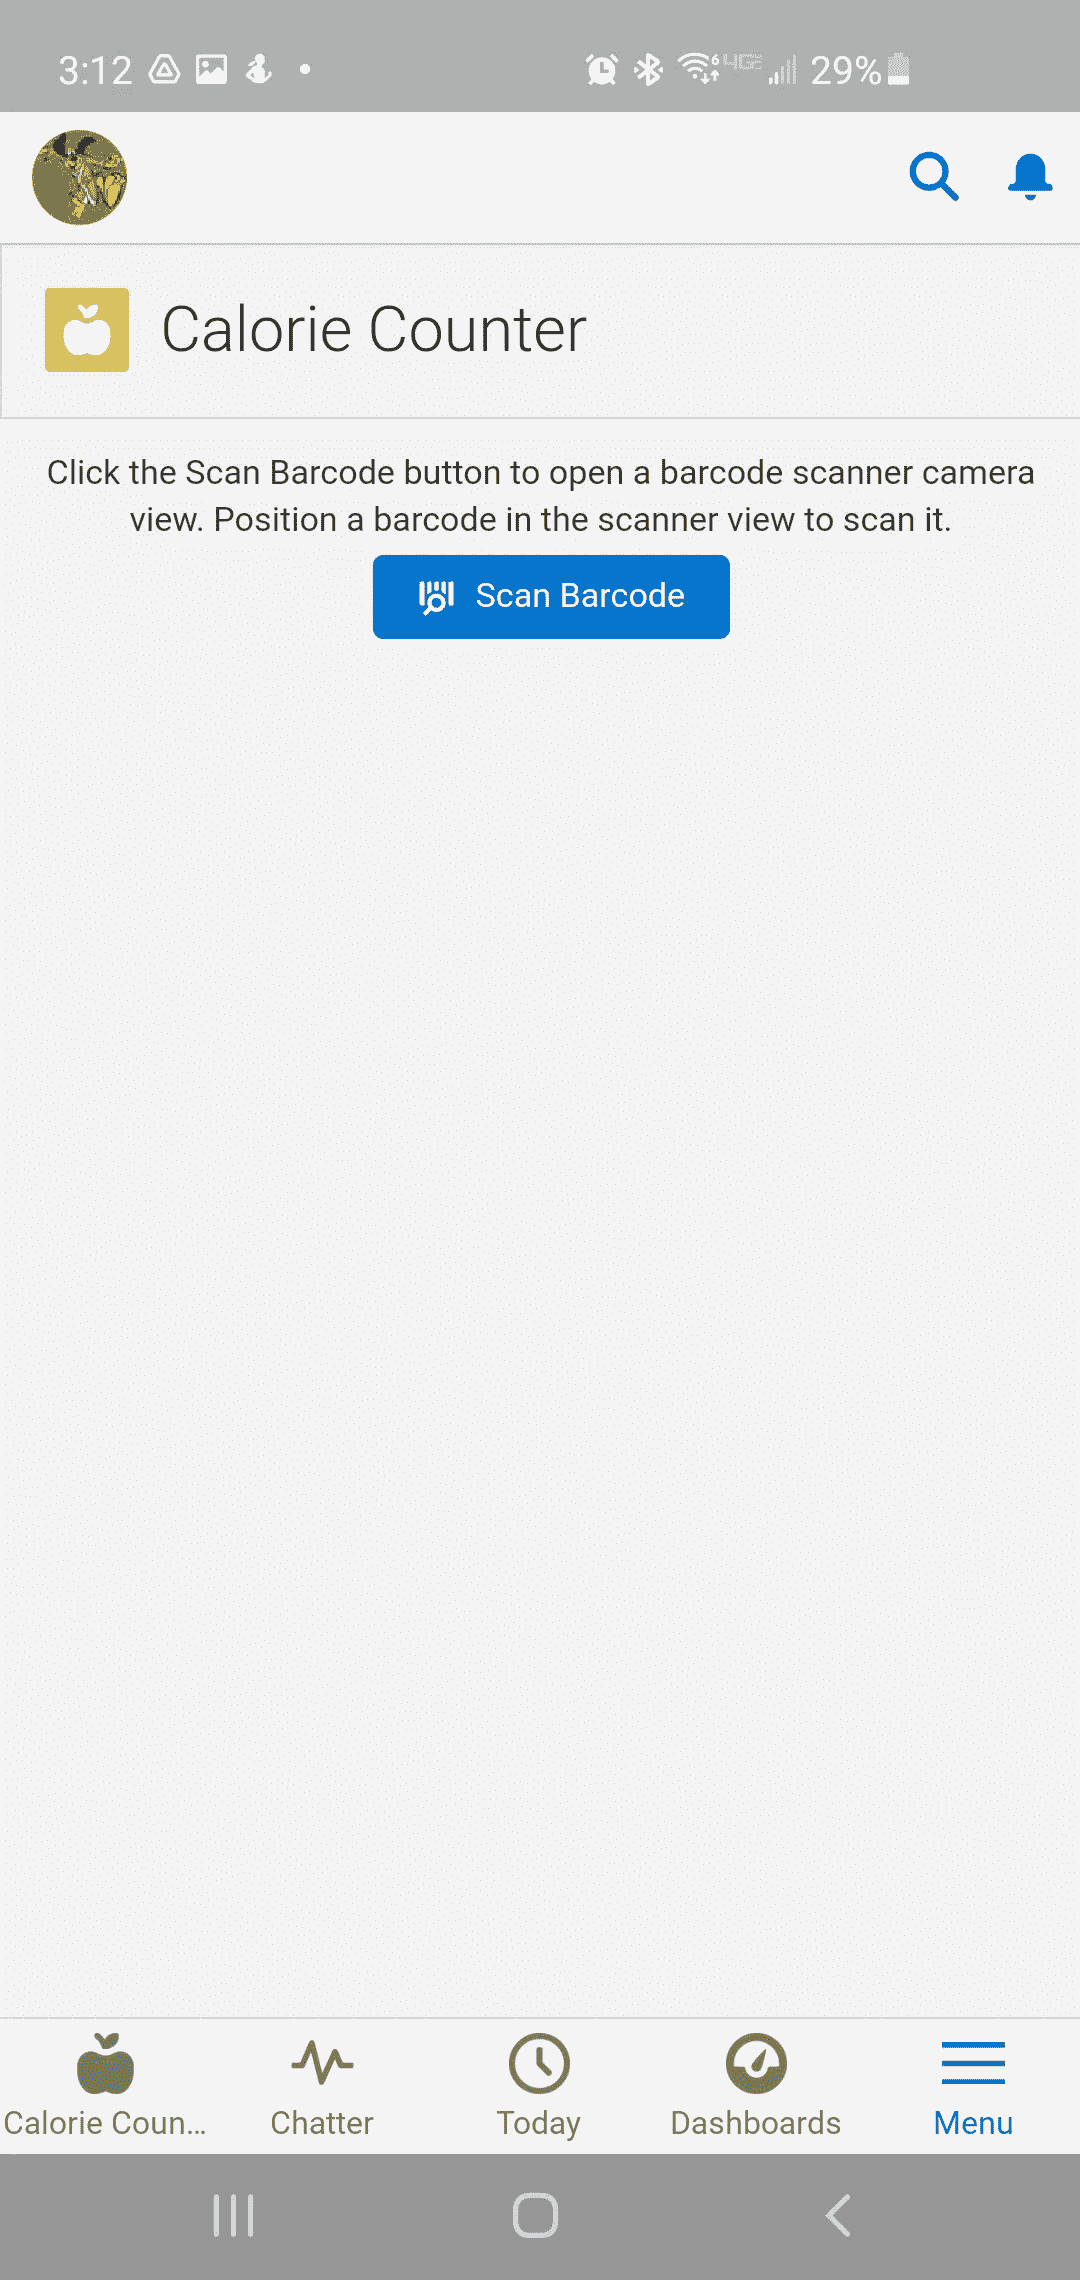 3:12
6 4GE 29%
Calorie Counter
Click the Scan Barcode button to open a barcode scanner camera
view. Position a barcode in the scanner view to scan it.
Scan Barcode
Calorie Coun... Chatter Today Dashboards Menu